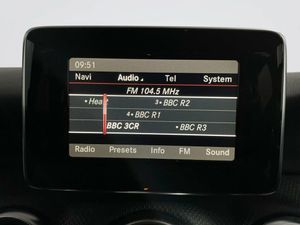 09:51
Navi Audio Tel System
FM 104.5 MHz
Hea 3 BBC R2
4 BBC R1
BBC 3CR BBC R3
Radio Presets Info FM Sound